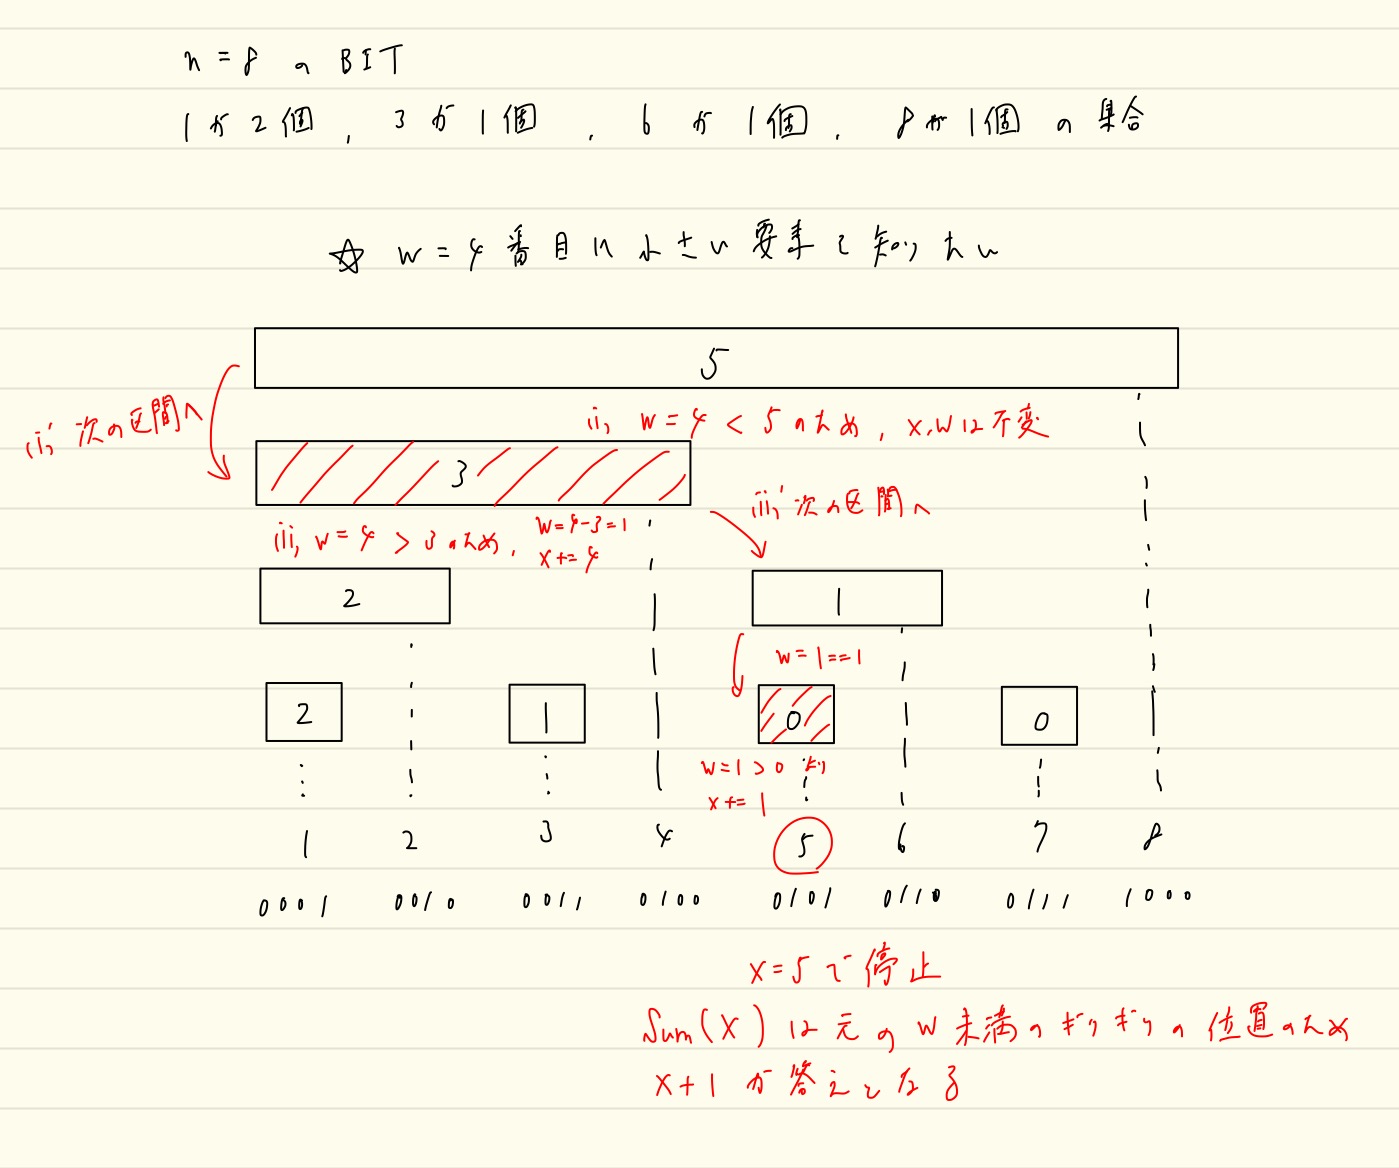 n=8 の BIT
1が2個, 3が1個, 6が1個, 8が1個の集合
☆ w=4番目に小さい要素を知りたい
5
ii, w=4<5のため, x,wは不変
ii,' 次の区間へ
3
iii,' 次の区間へ
iii, w=4>3のため, w=4-3=1
x+=4
2 1
w=1==1
2 1 0 0
w=1>0 より
x+=1
1 2 3 4 5 6 7 8
0001 0010 0011 0100 0101 0110 0111 1000
x=5で停止
Sum(x)は元のw未満のギリギリの位置のため
x+1が答えとなる